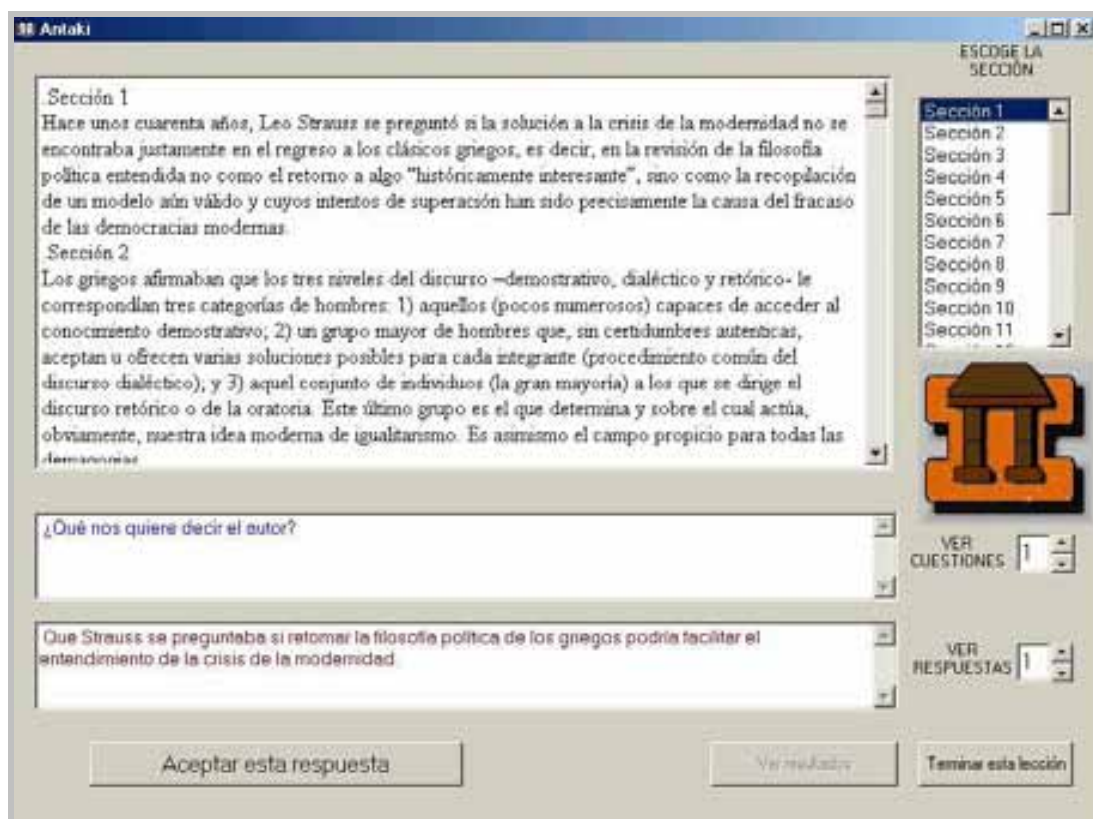 Antaki
Sección 1
Hace unos cuarenta años, Leo Strauss se preguntó si la solución a la crisis de la modernidad no se
encontraba justamente en el regreso a los clásicos griegos, es decir, en la revisión de la filosofía
política entendida no como el retorno a algo "históricamente interesante", sino como la recopilación
de un modelo aún válido y cuyos intentos de superación han sido precisamente la causa del fracaso
de las democracias modernas.
Sección 2
Los griegos afirmaban que los tres niveles del discurso –demostrativo, dialéctico y retórico- le
correspondían tres categorías de hombres: 1) aquellos (pocos numerosos) capaces de acceder al
conocimiento demostrativo; 2) un grupo mayor de hombres que, sin certidumbres autenticas,
aceptan u ofrecen varias soluciones posibles para cada integrante (procedimiento común del
discurso dialéctico); y 3) aquel conjunto de individuos (la gran mayoría) a los que se dirige el
discurso retórico o de la oratoria. Este último grupo es el que determina y sobre el cual actúa,
obviamente, nuestra idea moderna de igualitarismo. Es asimismo el campo propicio para todas las
ESCOGE LA
SECCIÓN
Sección 1
Sección 2
Sección 3
Sección 4
Sección 5
Sección 6
Sección 7
Sección 8
Sección 9
Sección 10
Sección 11
¿Qué nos quiere decir el autor?
VER
CUESTIONES 1
Que Strauss se preguntaba si retomar la filosofía política de los griegos podría facilitar el
entendimiento de la crisis de la modernidad.
VER
RESPUESTAS 1
Aceptar esta respuesta
Ver resultados
Terminar esta lección